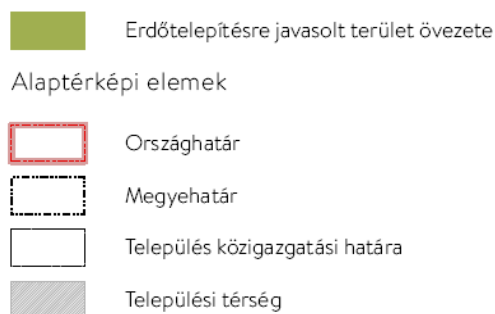 Erdőtelepítésre javasolt terület övezete
Alaptérképi elemek
Országhatár
Megyehatár
Település közigazgatási határa
Települési térség